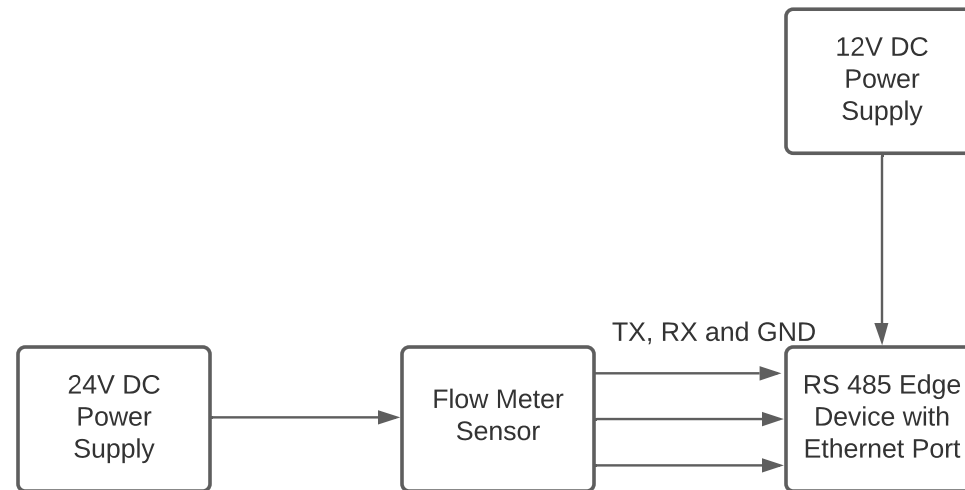 12V DC
Power
Supply
TX, RX and GND
24V DC
Power
Supply
Flow Meter
Sensor
RS 485 Edge
Device with
Ethernet Port